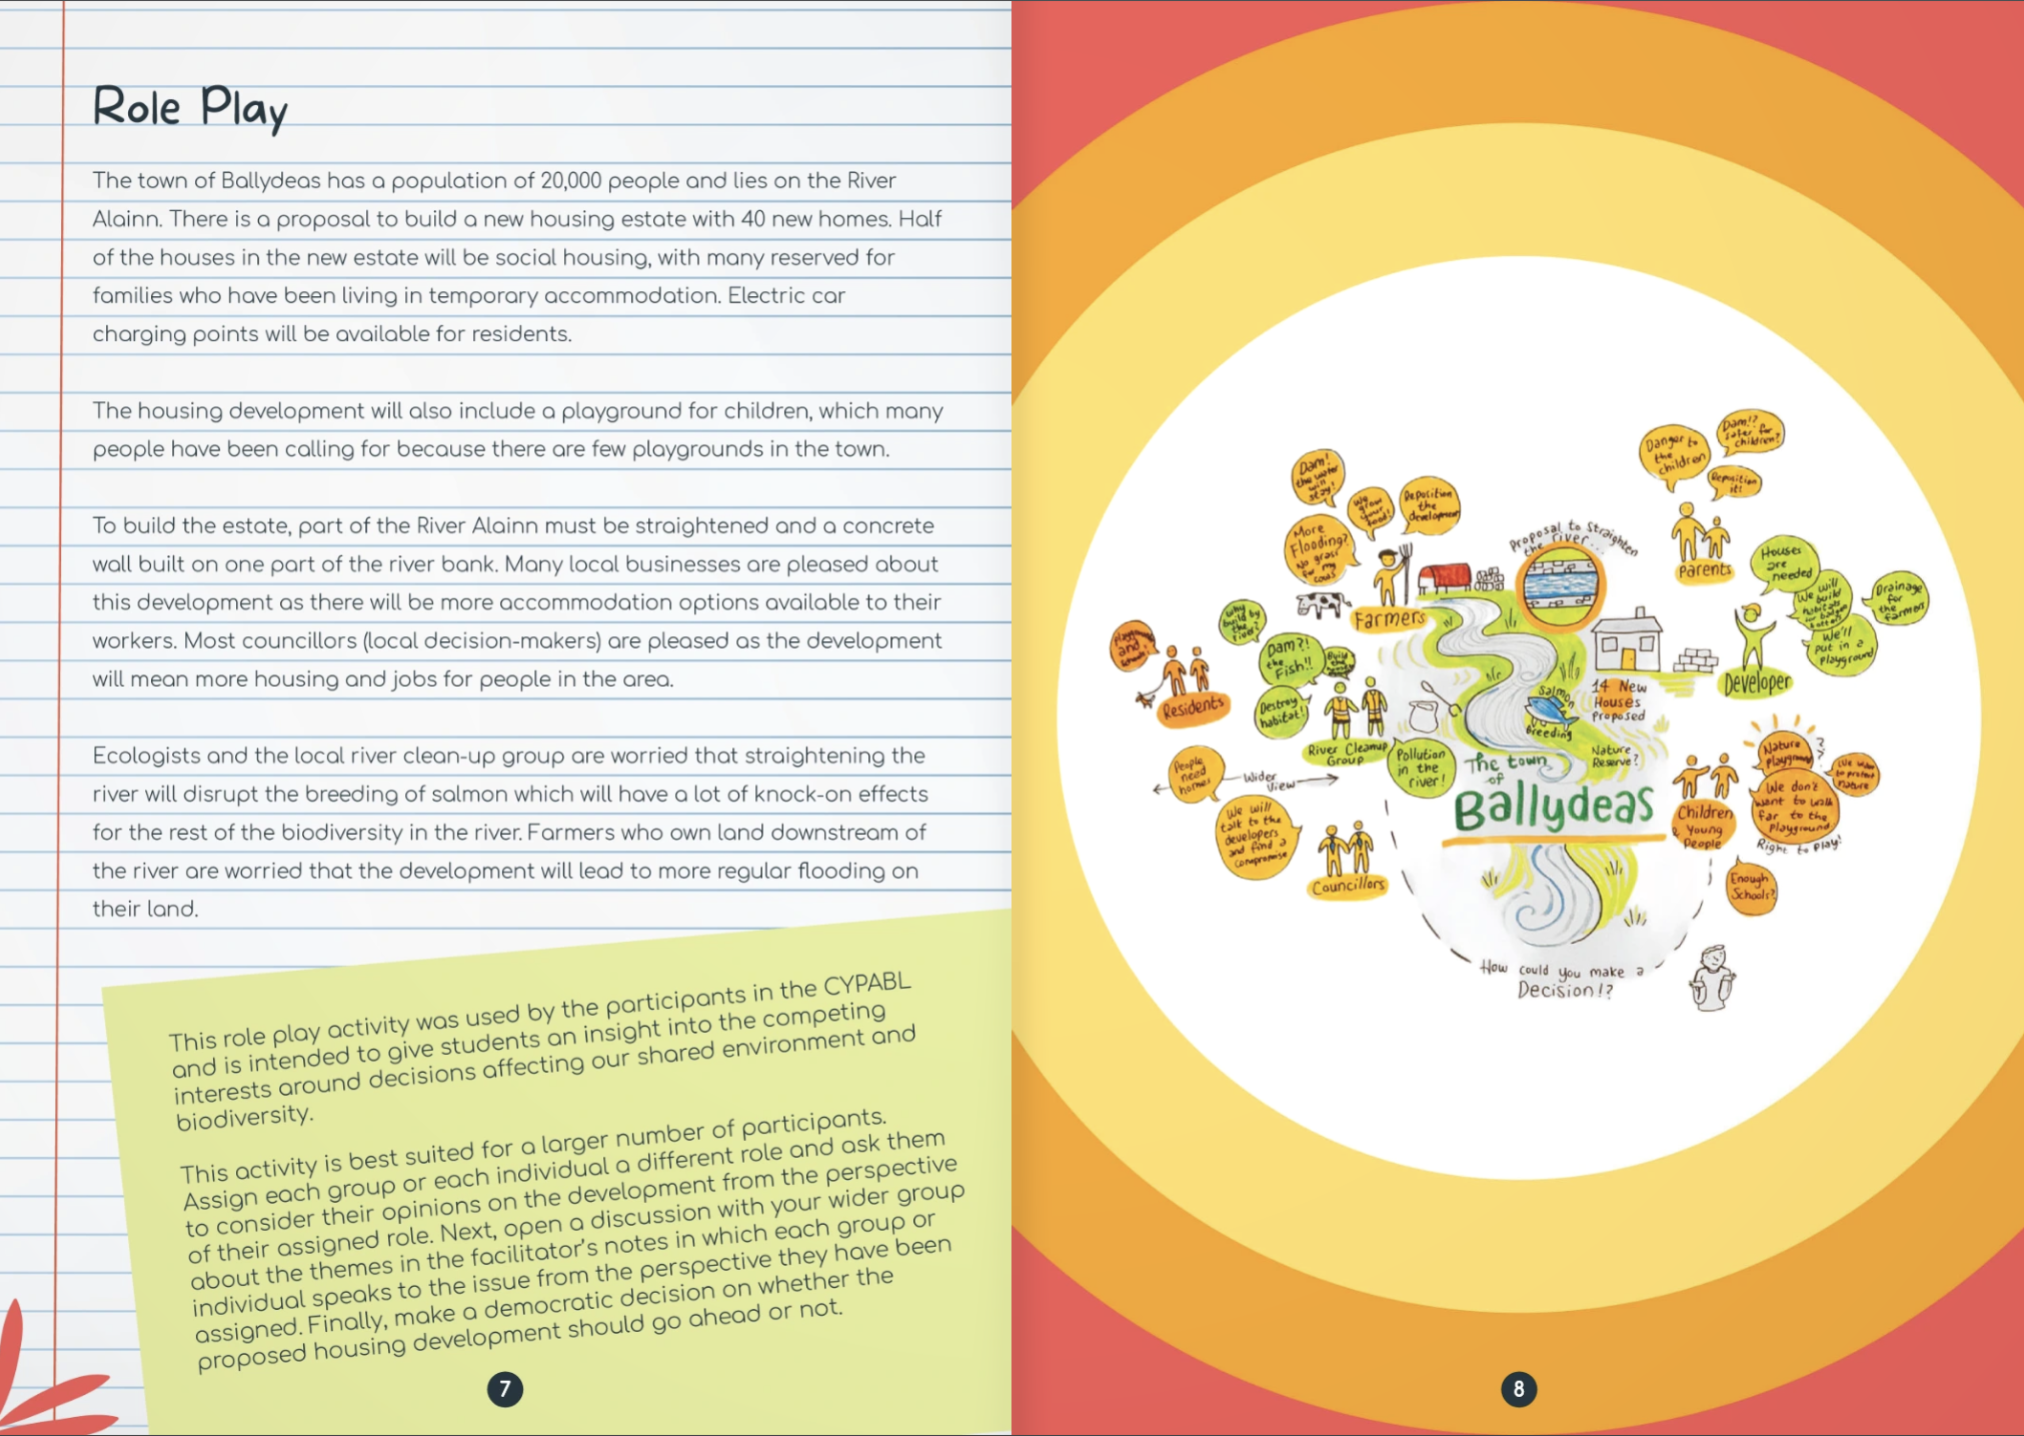 Role Play
The town of Ballydeas has a population of 20,000 people and lies on the River
Alainn. There is a proposal to build a new housing estate with 40 new homes. Half
of the houses in the new estate will be social housing, with many reserved for
families who have been living in temporary accommodation. Electric car
charging points will be available for residents.
The housing development will also include a playground for children, which many
people have been calling for because there are few playgrounds in the town.
To build the estate, part of the River Alainn must be straightened and a concrete
wall built on one part of the river bank. Many local businesses are pleased about
this development as there will be more accommodation options available to their
workers. Most councillors (local decision-makers) are pleased as the development
will mean more housing and jobs for people in the area.
Ecologists and the local river clean-up group are worried that straightening the
river will disrupt the breeding of salmon which will have a lot of knock-on effects
for the rest of the biodiversity in the river. Farmers who own land downstream of
the river are worried that the development will lead to more regular flooding on
their land.
This role play activity was used by the participants in the CYPABL
and is intended to give students an insight into the competing
interests around decisions affecting our shared environment and
biodiversity.
This activity is best suited for a larger number of participants.
Assign each group or each individual a different role and ask them
to consider their opinions on the development from the perspective
of their assigned role. Next, open a discussion with your wider group
about the themes in the facilitator's notes in which each group or
individual speaks to the issue from the perspective they have been
assigned. Finally, make a democratic decision on whether the
proposed housing development should go ahead or not.
7
Dam!
the water
will
stay!
We
grow
your
food!
Reposition
the
development
More
Flooding?
No grass
for my
cows
Farmers
Proposal to Straighten
the river...
Danger to
the
children
Dam!?
safer for
children?
Reposition
it!
Parents
Houses
are
needed
We will
build
habitats
Drainage
for
the
farmers
We'll
put in a
playground
Developer
why
build by
the
river?
Dam?!
the
Fish!!
Destroy
habitat!
River Cleanup
Group
Pollution
in the
river!
and
Residents
Salmon
Breeding
14 New
Houses
Proposed
Nature
Reserve?
The town
of
Ballydeas
People
need
homes
Wider
View
We will
talk to the
developers
and find a
compromise
Councillors
Nature
playground
We want
to protect
nature
We don't
want to walk
far to the
Playground
Right to Play!
Children
& Young
People
Enough
Schools?
How could you make a
Decision!?
8